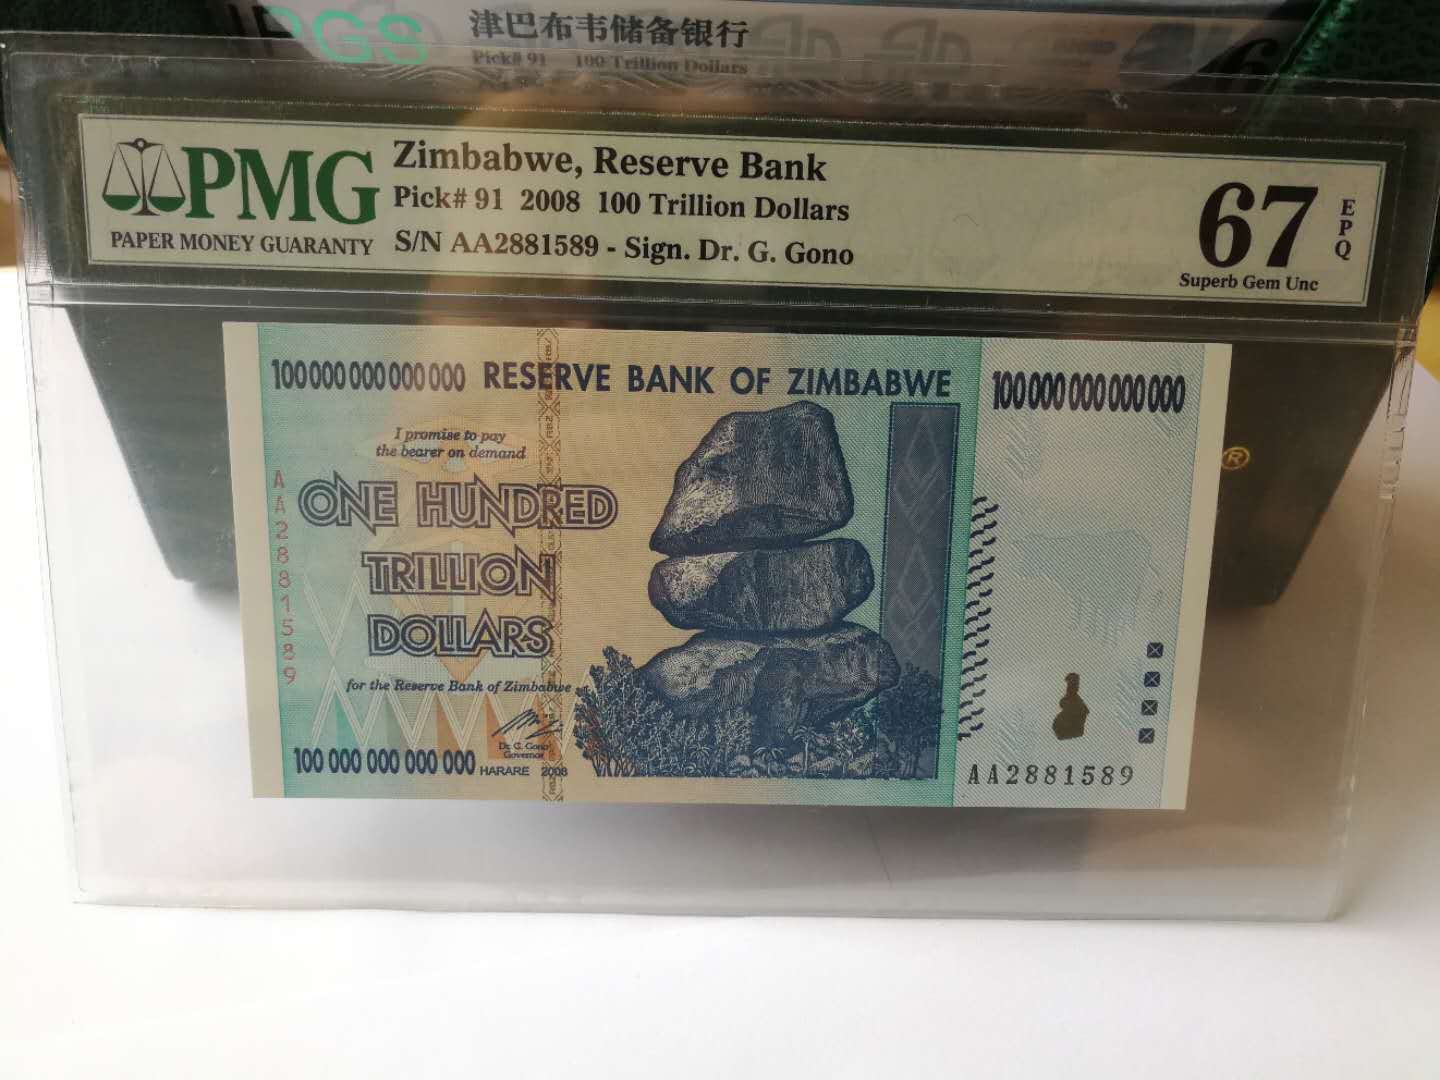 PGS
津巴布韦储备银行
Pick# 91 100 Trillion Dollars
PMG
PAPER MONEY GUARANTY
Zimbabwe, Reserve Bank
Pick# 91 2008 100 Trillion Dollars
S/N AA2881589 - Sign. Dr. G. Gono
67
EPQ
Superb Gem Unc
100 000 000 000 000 RESERVE BANK OF ZIMBABWE 100 000 000 000 000
I promise to pay
the bearer on demand
AA2881589
ONE HUNDRED
TRILLION
DOLLARS
for the Reserve Bank of Zimbabwe
Dr. G. Gono
Governor
100 000 000 000 000 HARARE 2008
AA2881589
®